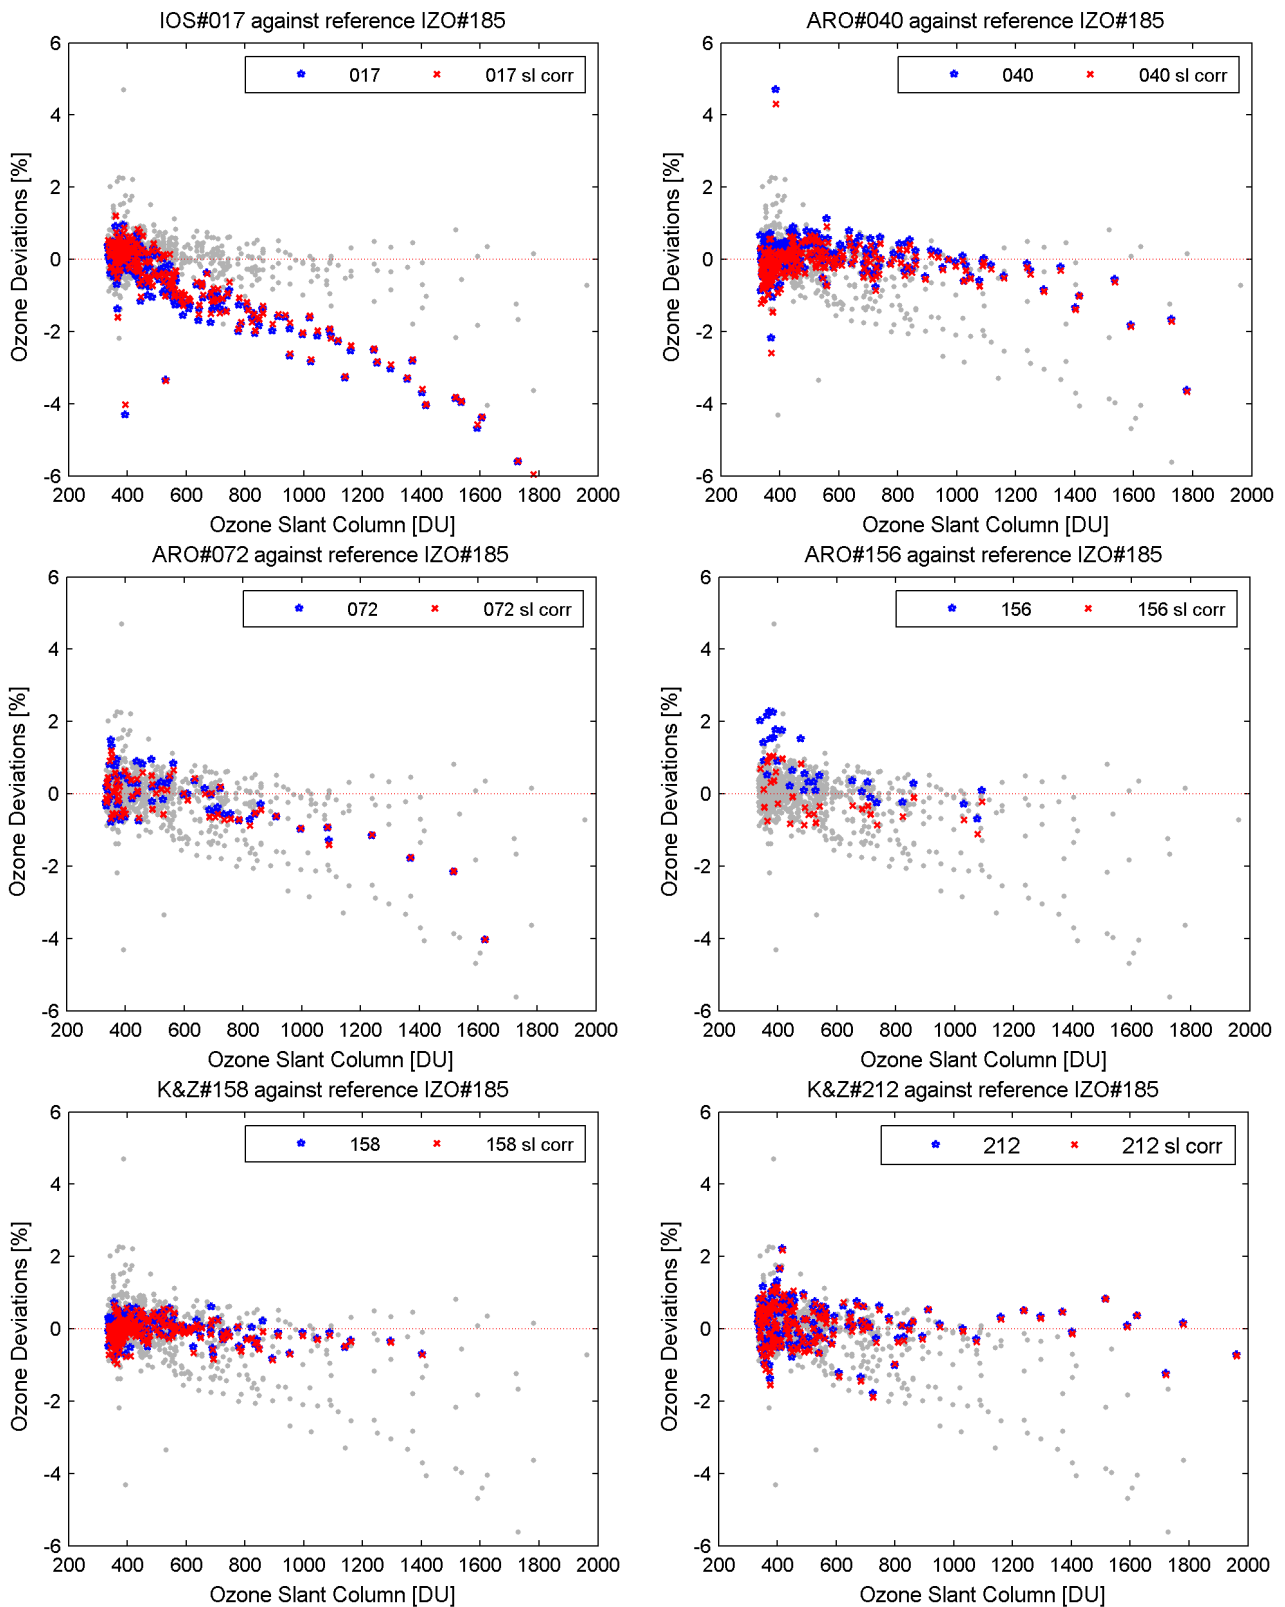 IOS#017 against reference IZO#185
6
4
2
0
-2
-4
-6
017
017 sl corr
Ozone Deviations [%]
200 400 600 800 1000 1200 1400 1600 1800 2000
Ozone Slant Column [DU]
ARO#040 against reference IZO#185
6
4
2
0
-2
-4
-6
040
040 sl corr
Ozone Deviations [%]
200 400 600 800 1000 1200 1400 1600 1800 2000
Ozone Slant Column [DU]
ARO#072 against reference IZO#185
6
4
2
0
-2
-4
-6
072
072 sl corr
Ozone Deviations [%]
200 400 600 800 1000 1200 1400 1600 1800 2000
Ozone Slant Column [DU]
ARO#156 against reference IZO#185
6
4
2
0
-2
-4
-6
156
156 sl corr
Ozone Deviations [%]
200 400 600 800 1000 1200 1400 1600 1800 2000
Ozone Slant Column [DU]
K&Z#158 against reference IZO#185
6
4
2
0
-2
-4
-6
158
158 sl corr
Ozone Deviations [%]
200 400 600 800 1000 1200 1400 1600 1800 2000
Ozone Slant Column [DU]
K&Z#212 against reference IZO#185
6
4
2
0
-2
-4
-6
212
212 sl corr
Ozone Deviations [%]
200 400 600 800 1000 1200 1400 1600 1800 2000
Ozone Slant Column [DU]